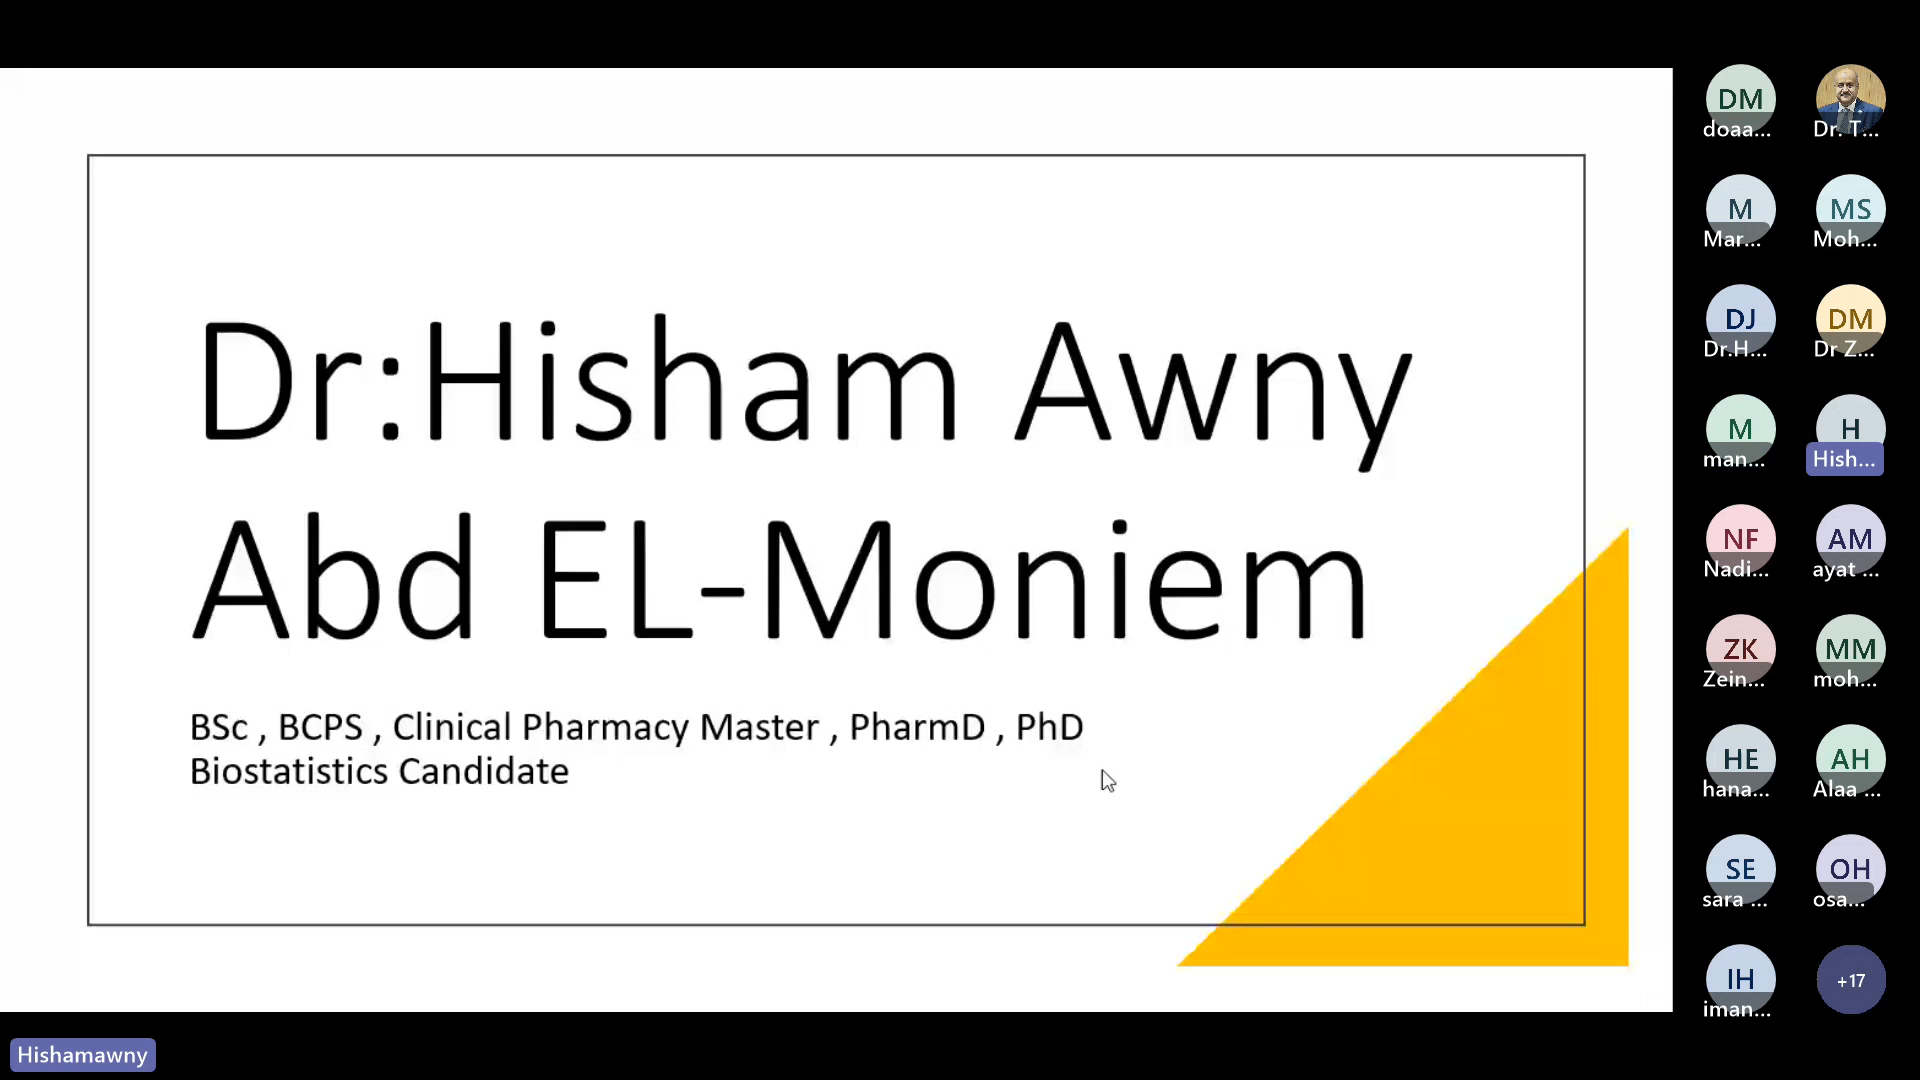 Dr:Hisham Awny
Abd EL-Moniem
BSc , BCPS , Clinical Pharmacy Master , PharmD , PhD
Biostatistics Candidate
DM
doaa...
Dr. T...
M
Mar...
MS
Moh...
DJ
Dr.H...
DM
Dr Z...
M
man...
H
Hish...
NF
Nadi...
AM
ayat ...
ZK
Zein...
MM
moh...
HE
hana...
AH
Alaa ...
SE
sara ...
OH
osa...
IH
iman...
+17
Hishamawny